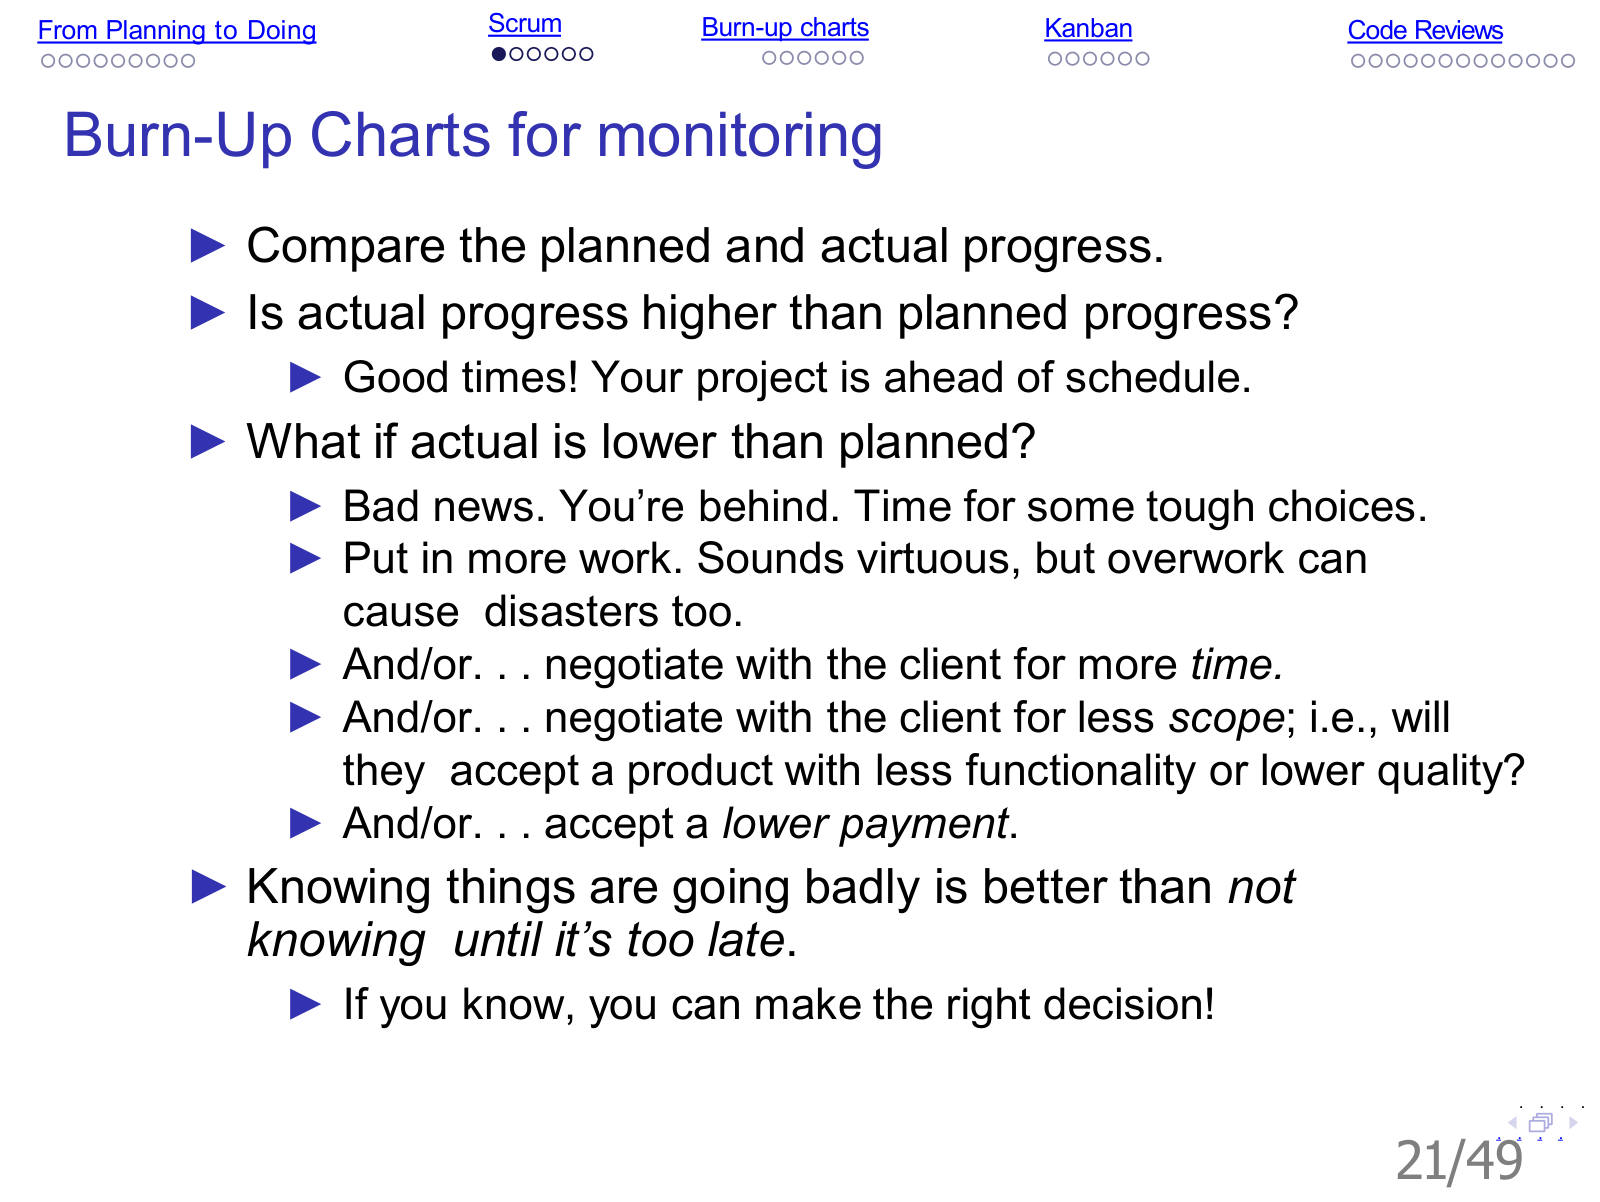 From Planning to Doing
Scrum
Burn-up charts
Kanban
Code Reviews
Burn-Up Charts for monitoring
Compare the planned and actual progress.
Is actual progress higher than planned progress?
Good times! Your project is ahead of schedule.
What if actual is lower than planned?
Bad news. You’re behind. Time for some tough choices.
Put in more work. Sounds virtuous, but overwork can
cause disasters too.
And/or. . . negotiate with the client for more time.
And/or. . . negotiate with the client for less scope; i.e., will
they accept a product with less functionality or lower quality?
And/or. . . accept a lower payment.
Knowing things are going badly is better than not
knowing until it’s too late.
If you know, you can make the right decision!
21/49